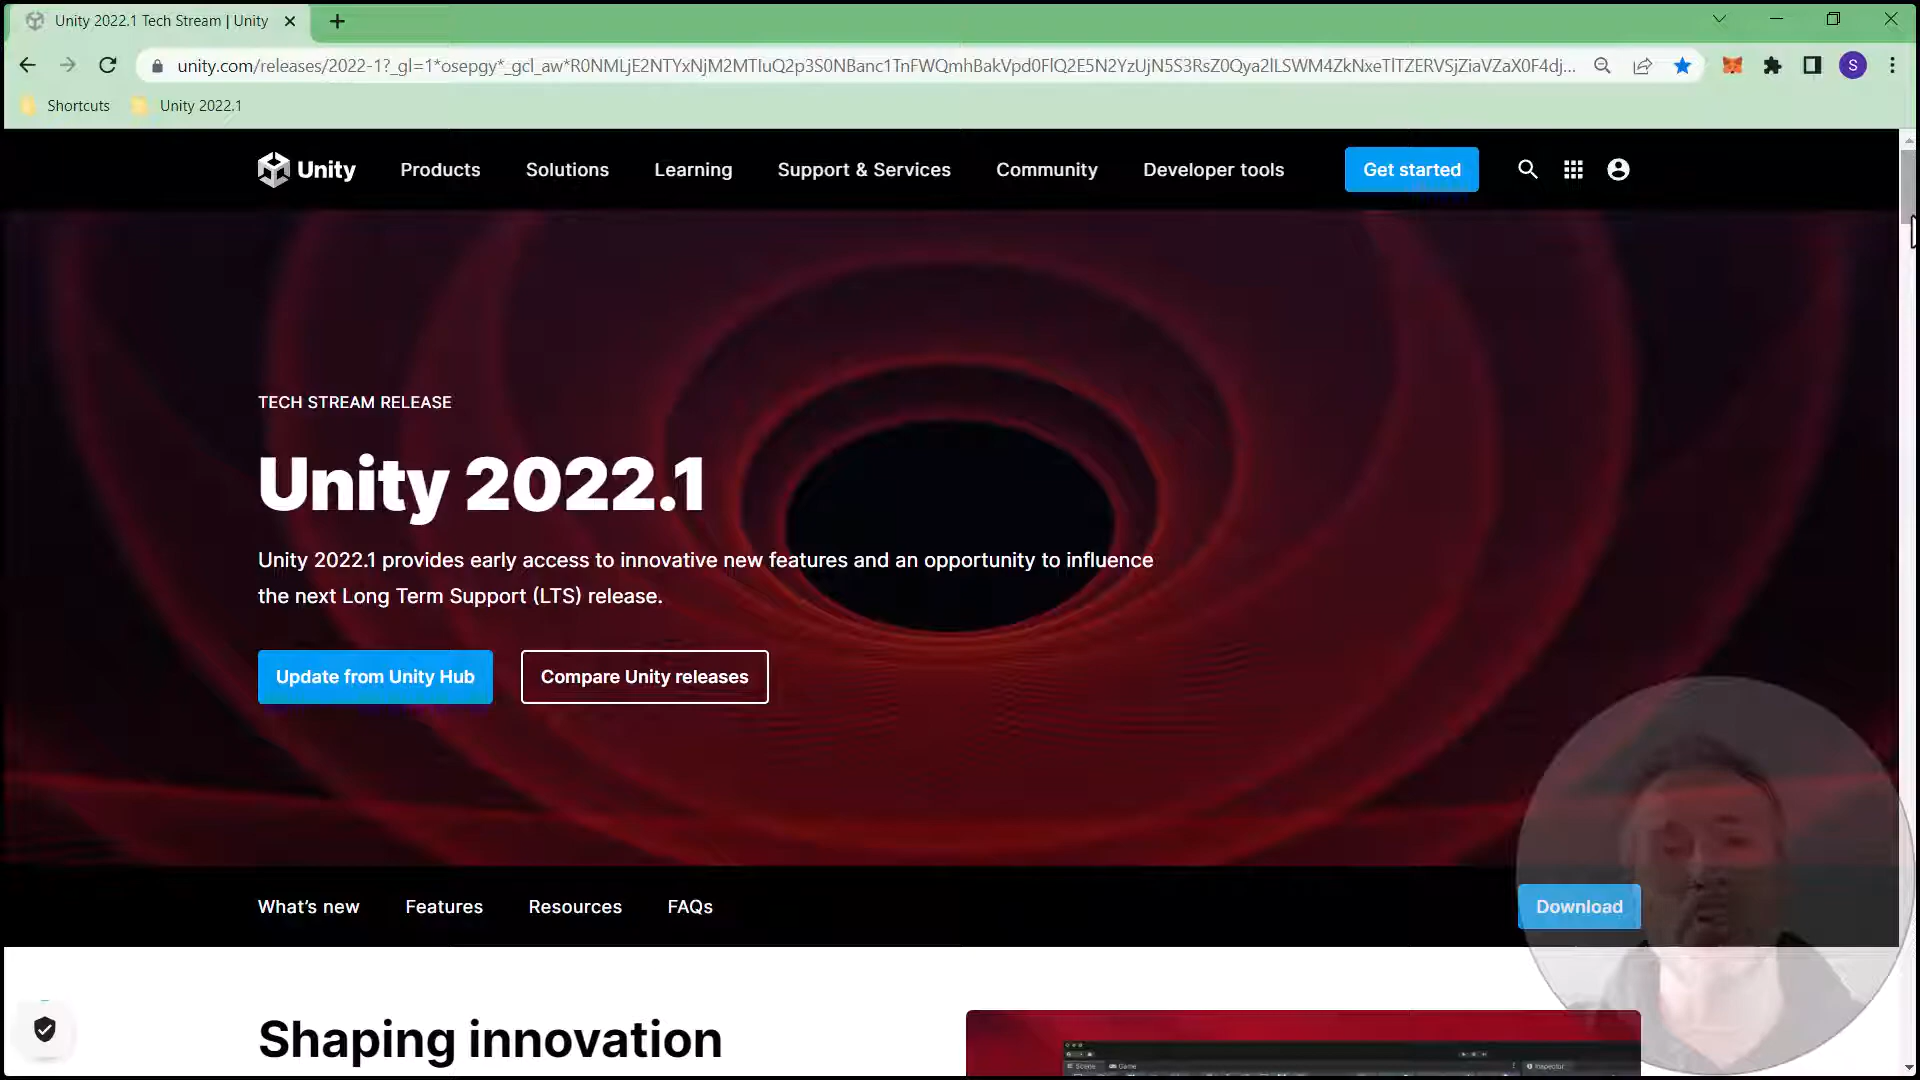 Unity 2022.1 Tech Stream | Unity
unity.com/releases/2022-1?_gl=1*osepgy*_gcl_aw*R0NMLjE2NTYxNjM2MTIuQ2p3S0NBanc1TnFWQmhBakVpd0FlQ2E5N2YzUjN5S3RsZ0Qya2lLSWM4ZkNxeTlTZERVSjZiaVZaX0F4dj...
S
Shortcuts
Unity 2022.1
Unity
Products
Solutions
Learning
Support & Services
Community
Developer tools
Get started
TECH STREAM RELEASE
Unity 2022.1
Unity 2022.1 provides early access to innovative new features and an opportunity to influence
the next Long Term Support (LTS) release.
Update from Unity Hub
Compare Unity releases
What's new
Features
Resources
FAQs
Download
Shaping innovation
Scene
Game
Inspector